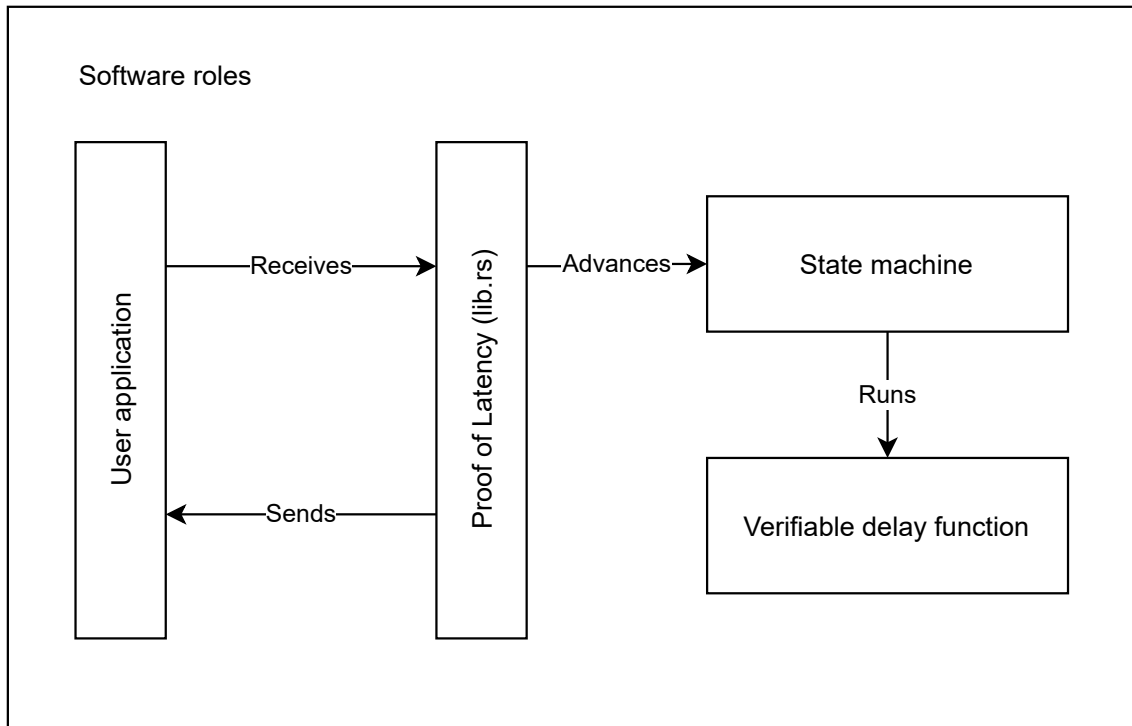 Software roles
User application
Receives
Sends
Proof of Latency (lib.rs)
Advances
State machine
Runs
Verifiable delay function